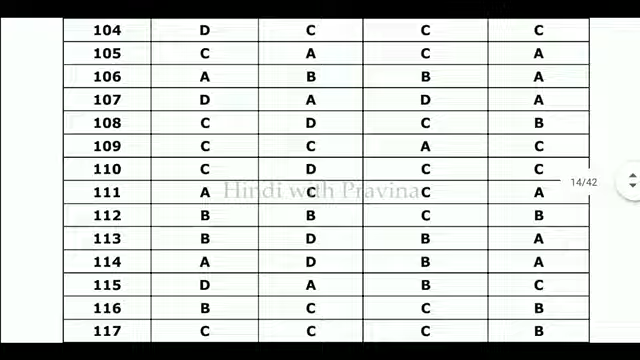 104 D C C C
105 C A C A
106 A B B A
107 D A D A
108 C D C B
109 C C A C
110 C D C C
111 A C C A
Hindi with Pravina
14/42
112 B B C B
113 B D B A
114 A D B A
115 D A B C
116 B C C B
117 C C C B